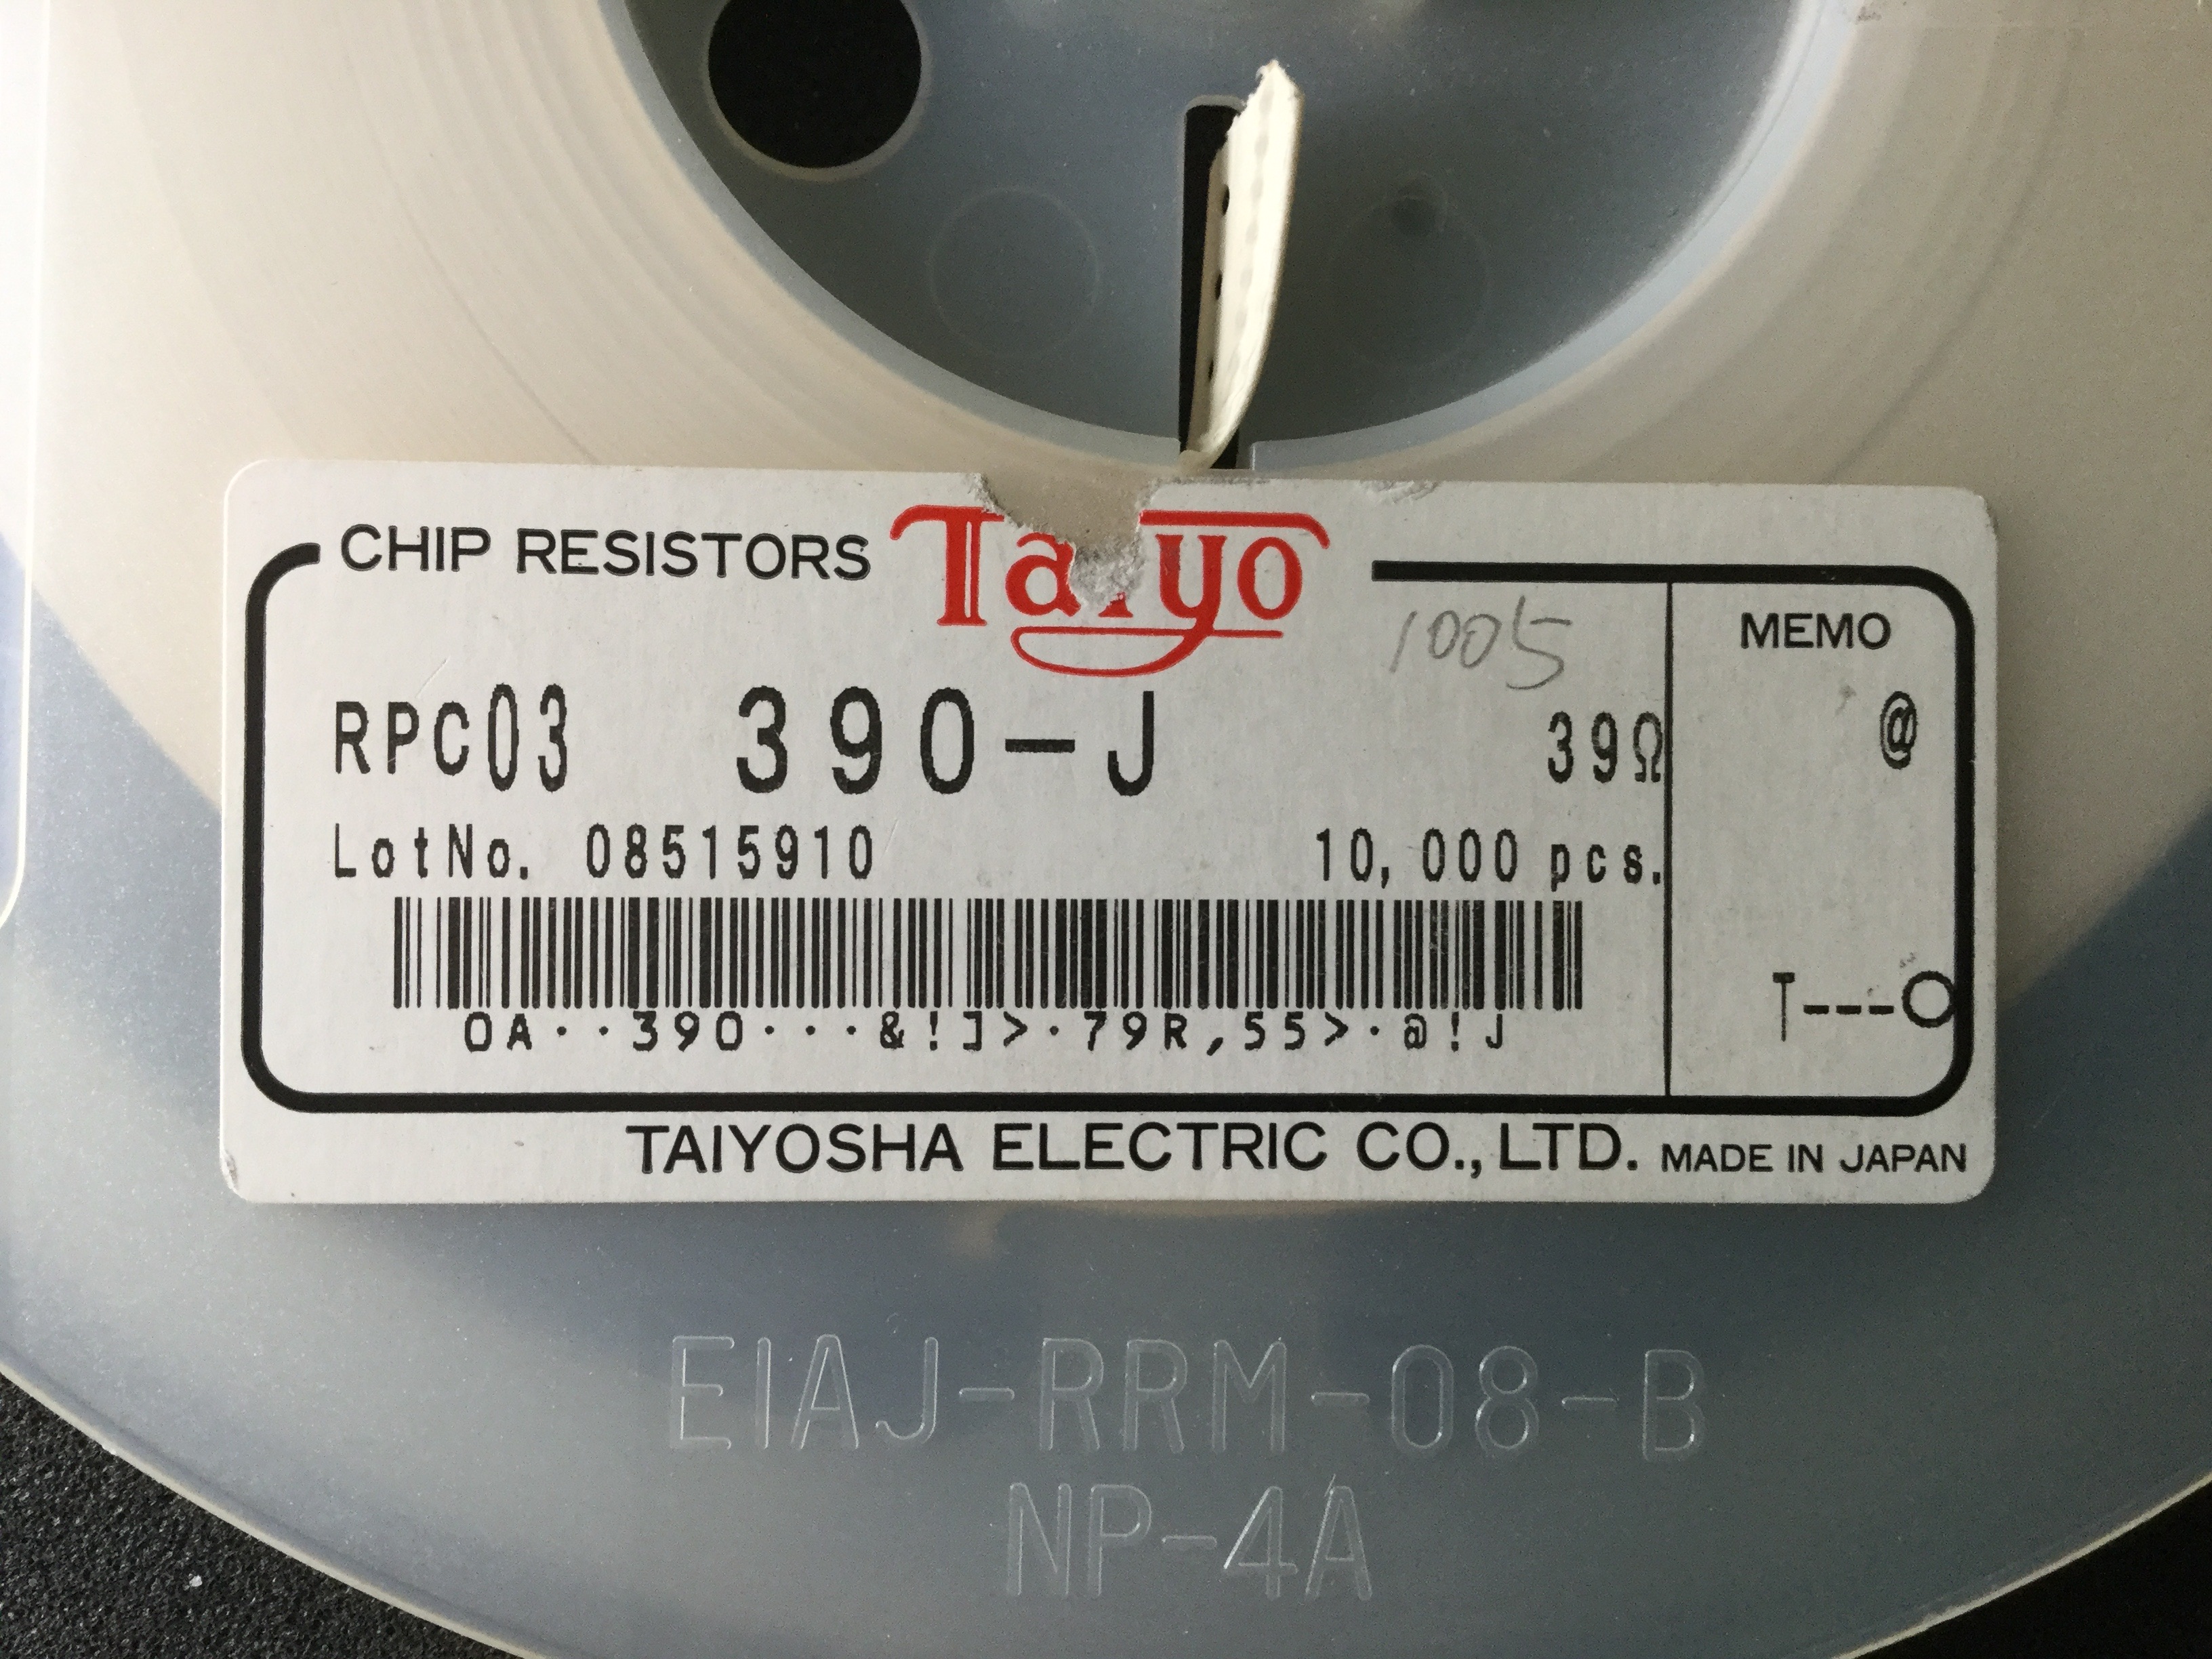 CHIP RESISTORS Taiyo
1005
MEMO
RPC03 390-J 39Ω
@
LotNo. 08515910 10,000 pcs.
T---O
OA··390···&!]>·79R,55>·@!J
TAIYOSHA ELECTRIC CO., LTD. MADE IN JAPAN
EIAJ-RRM-08-B
NP-4A